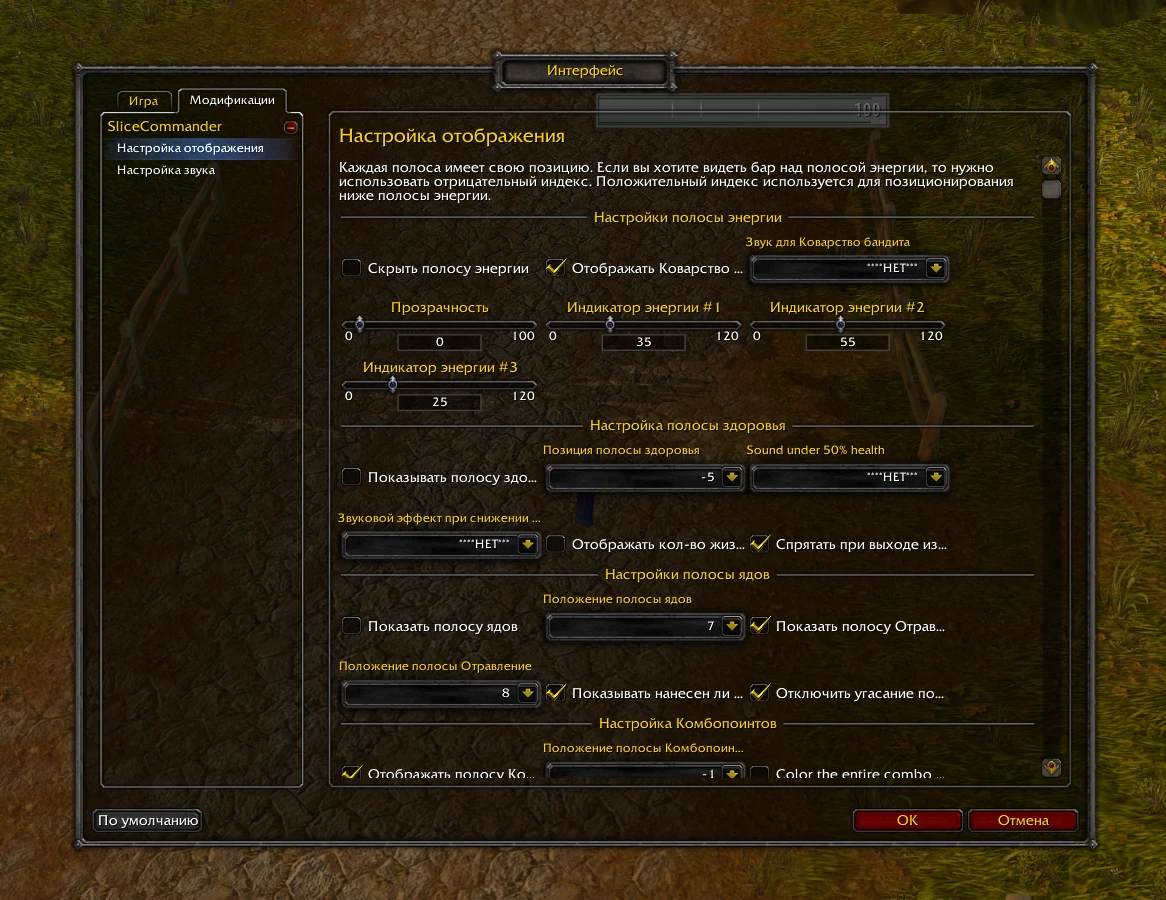 Интерфейс
Игра
Модификации
100
SliceCommander
Настройка отображения
Настройка звука
Настройка отображения
Каждая полоса имеет свою позицию. Если вы хотите видеть бар над полосой энергии, то нужно
использовать отрицательный индекс. Положительный индекс используется для позиционирования
ниже полосы энергии.
Настройки полосы энергии
Звук для Коварство бандита
Скрыть полосу энергии
Отображать Коварство ...
****НЕТ***
Прозрачность
Индикатор энергии #1
Индикатор энергии #2
0 100 0 120 0 120
0
35
55
Индикатор энергии #3
0 120
25
Настройка полосы здоровья
Позиция полосы здоровья
Sound under 50% health
Показывать полосу здо...
-5
****НЕТ***
Звуковой эффект при снижении ...
****НЕТ***
Отображать кол-во жиз...
Спрятать при выходе из...
Настройки полосы ядов
Положение полосы ядов
Показать полосу ядов
7
Показать полосу Отрав...
Положение полосы Отравление
8
Показывать нанесен ли ...
Отключить угасание по...
Настройка Комбопоинтов
Положение полосы Комбопоин...
Отображать полосу Ко...
-1
Color the entire combo ...
По умолчанию
ОК
Отмена